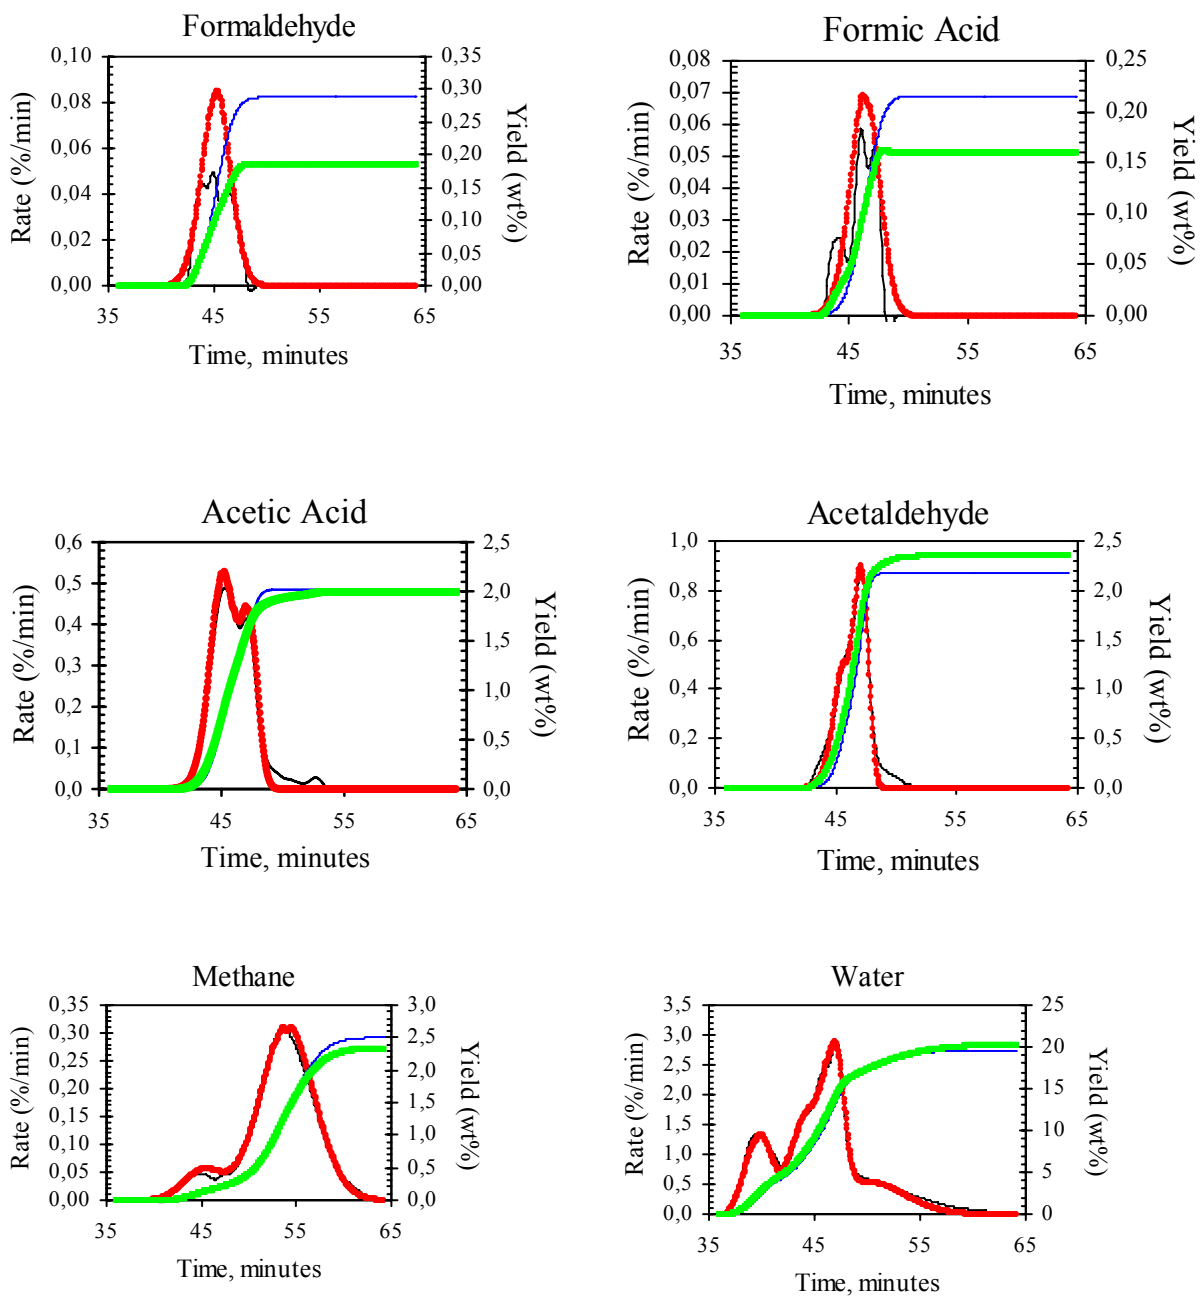 Formaldehyde
Formic Acid
0,10
0,08
0,06
0,04
0,02
0,00
Rate (%/min)
0,35
0,30
0,25
0,20
0,15
0,10
0,05
0,00
Yield (wt%)
35 45 55 65
Time, minutes
0,08
0,07
0,06
0,05
0,04
0,03
0,02
0,01
0,00
Rate (%/min)
0,25
0,20
0,15
0,10
0,05
0,00
Yield (wt%)
35 45 55 65
Time, minutes
Acetic Acid
Acetaldehyde
0,6
0,5
0,4
0,3
0,2
0,1
0,0
Rate (%/min)
2,5
2,0
1,5
1,0
0,5
0,0
Yield (wt%)
35 45 55 65
Time, minutes
1,0
0,8
0,6
0,4
0,2
0,0
Rate (%/min)
2,5
2,0
1,5
1,0
0,5
0,0
Yield (wt%)
35 45 55 65
Time, minutes
Methane
Water
0,35
0,30
0,25
0,20
0,15
0,10
0,05
0,00
Rate (%/min)
3,0
2,5
2,0
1,5
1,0
0,5
0,0
Yield (wt%)
35 45 55 65
Time, minutes
3,5
3,0
2,5
2,0
1,5
1,0
0,5
0,0
Rate (%/min)
25
20
15
10
5
0
Yield (wt%)
35 45 55 65
Time, minutes